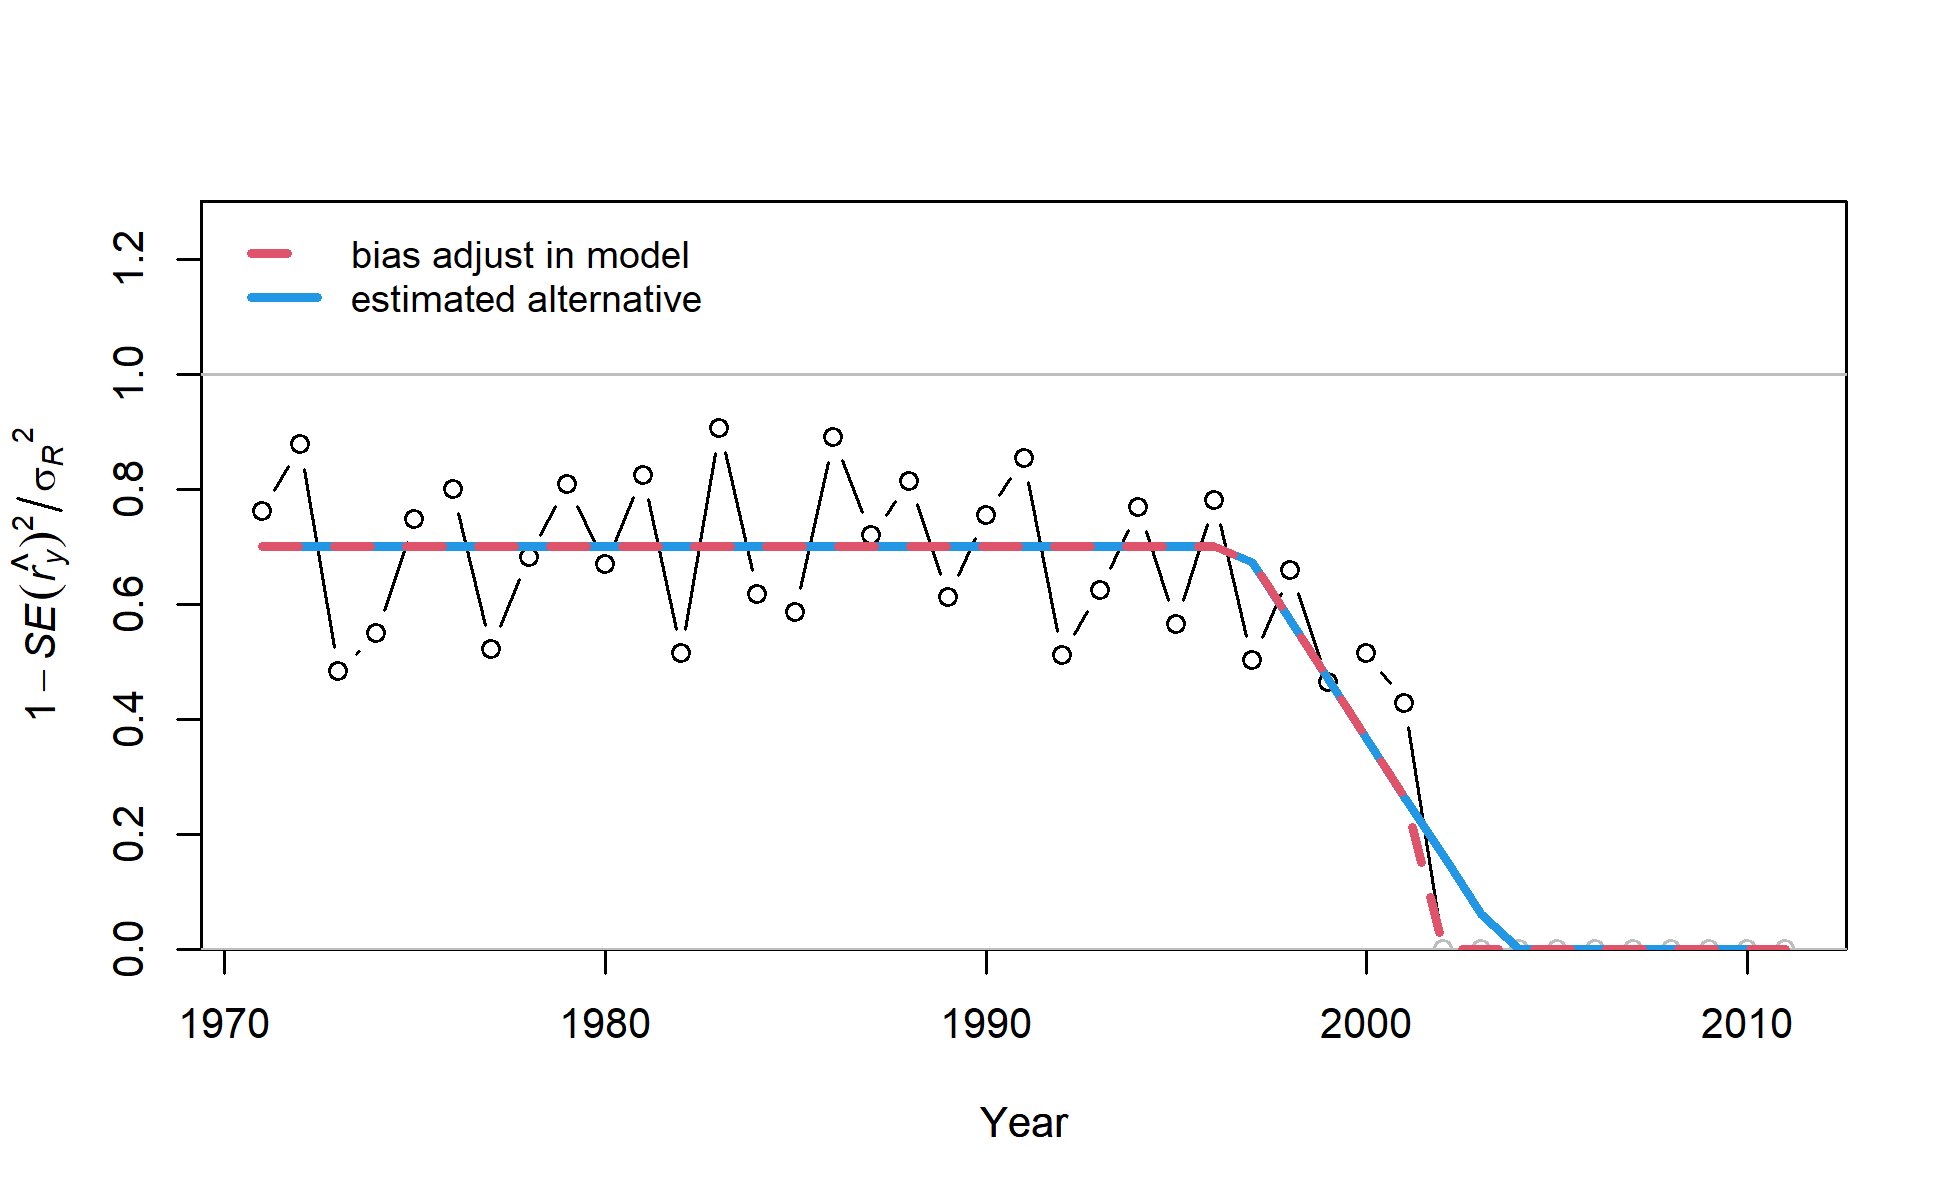 bias adjust in model
estimated alternative
1 − SE(r̂y)² / σR²
1.2
1.0
0.8
0.6
0.4
0.2
0.0
1970 1980 1990 2000 2010
Year